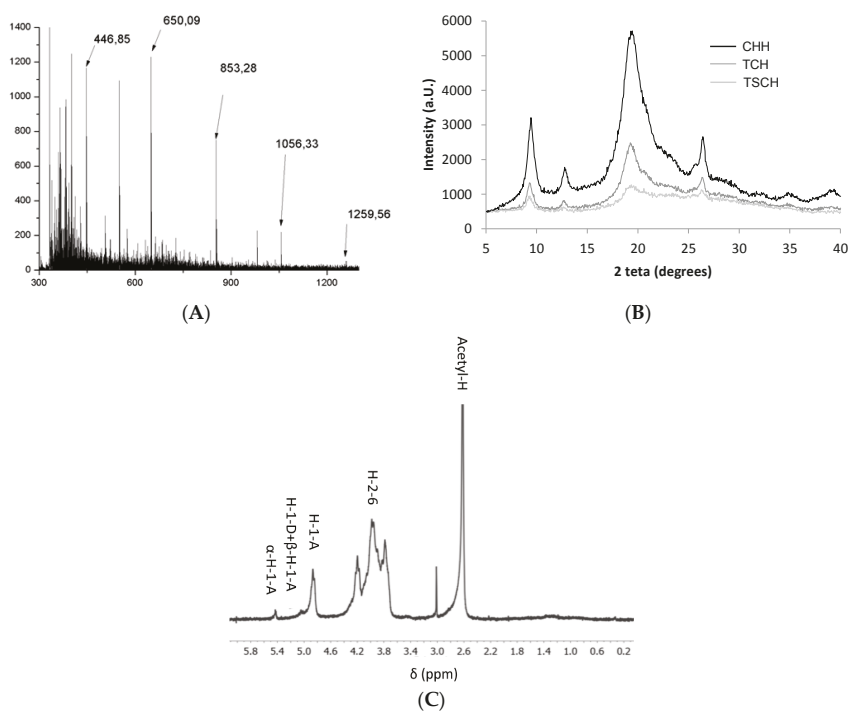 1400
1200
1000
800
600
400
200
0
300
600
900
1200
446,85
650,09
853,28
1056,33
1259,56
(A)
6000
5000
4000
3000
2000
1000
0
Intensity (a.U.)
CHH
TCH
TSCH
5
10
15
20
25
30
35
40
2 teta (degrees)
(B)
α-H-1-A
H-1-D+β-H-1-A
H-1-A
H-2-6
Acetyl-H
5.8 5.4 5.0 4.6 4.2 3.8 3.4 3.0 2.6 2.2 1.8 1.4 1.0 0.6 0.2
δ (ppm)
(C)